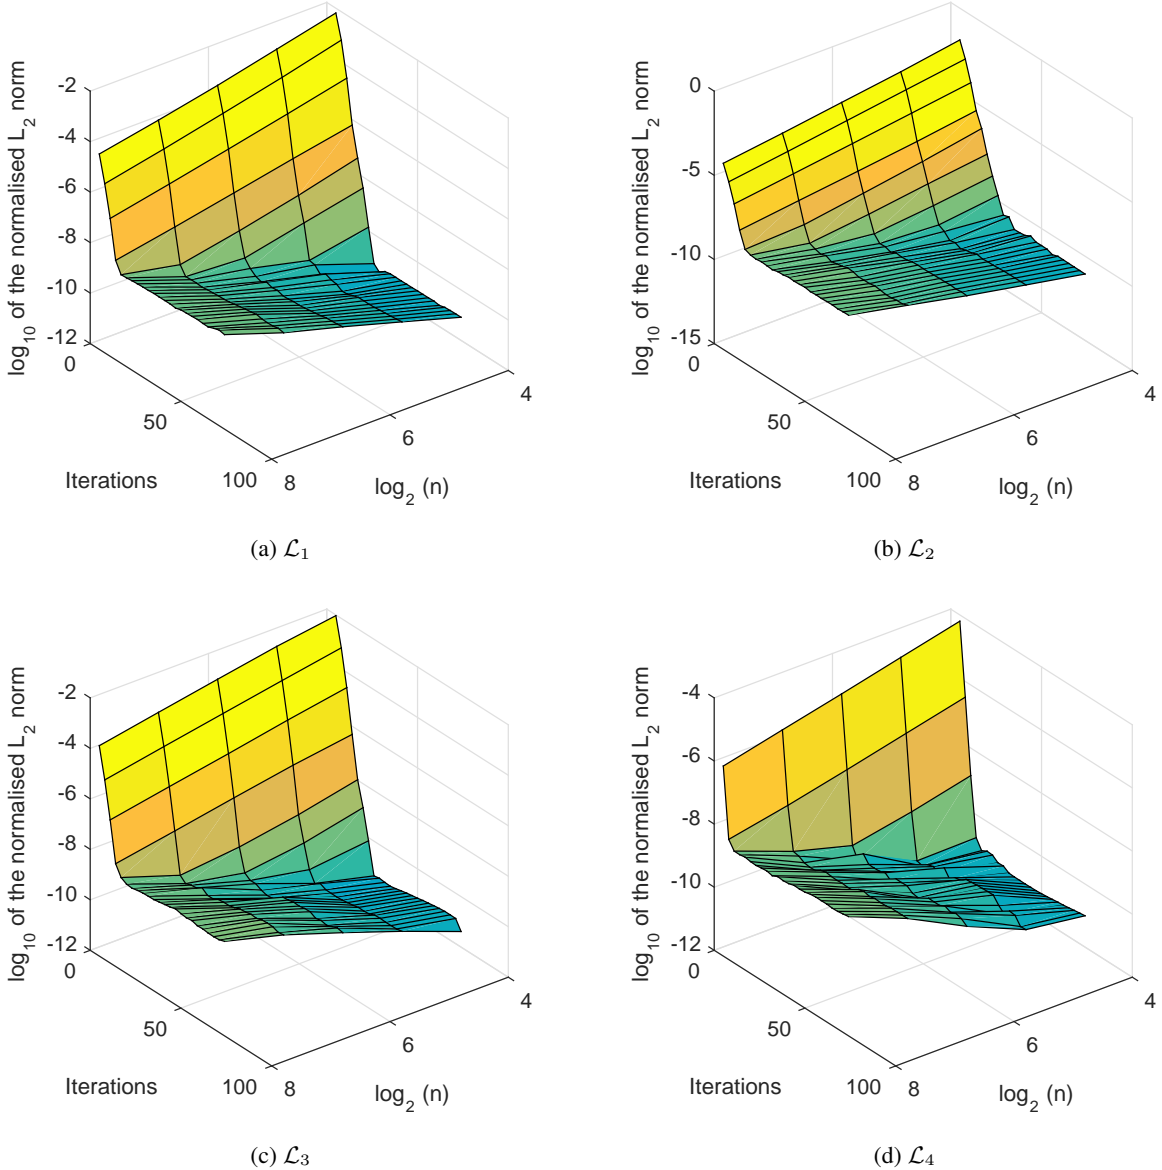 log10 of the normalised L2 norm
-2
-4
-6
-8
-10
-12
0
50
100
Iterations
8
6
4
log2 (n)
(a) ℒ1
log10 of the normalised L2 norm
0
-5
-10
-15
0
50
100
Iterations
8
6
4
log2 (n)
(b) ℒ2
log10 of the normalised L2 norm
-2
-4
-6
-8
-10
-12
0
50
100
Iterations
8
6
4
log2 (n)
(c) ℒ3
log10 of the normalised L2 norm
-4
-6
-8
-10
-12
0
50
100
Iterations
8
6
4
log2 (n)
(d) ℒ4